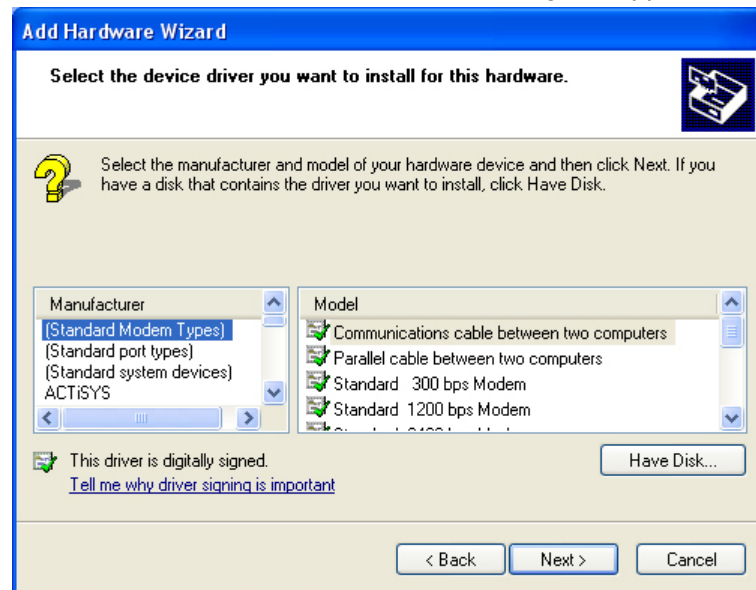 Add Hardware Wizard
Select the device driver you want to install for this hardware.
Select the manufacturer and model of your hardware device and then click Next. If you
have a disk that contains the driver you want to install, click Have Disk.
Manufacturer
(Standard Modem Types)
(Standard port types)
(Standard system devices)
ACTiSYS
Model
Communications cable between two computers
Parallel cable between two computers
Standard 300 bps Modem
Standard 1200 bps Modem
This driver is digitally signed.
Tell me why driver signing is important
Have Disk...
< Back
Next >
Cancel